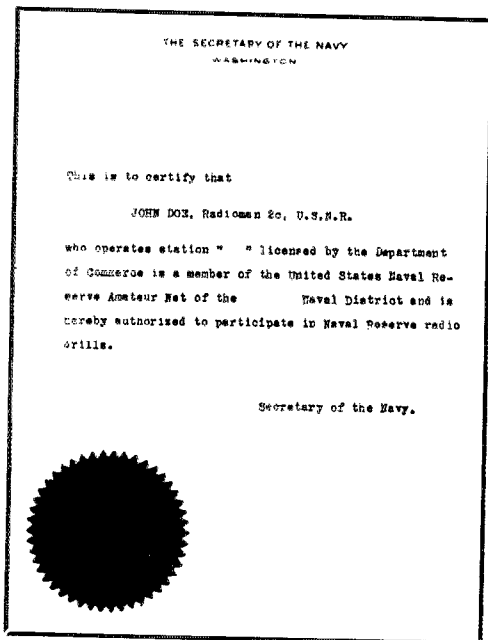 THE SECRETARY OF THE NAVY
WASHINGTON
This is to certify that
JOHN DOE, Radioman 2c, U.S.N.R.
who operates station " " licensed by the Department
of Commerce is a member of the United States Naval Re-
serve Amateur Net of the Naval District and is
hereby authorized to participate in Naval Reserve radio
drills.
Secretary of the Navy.